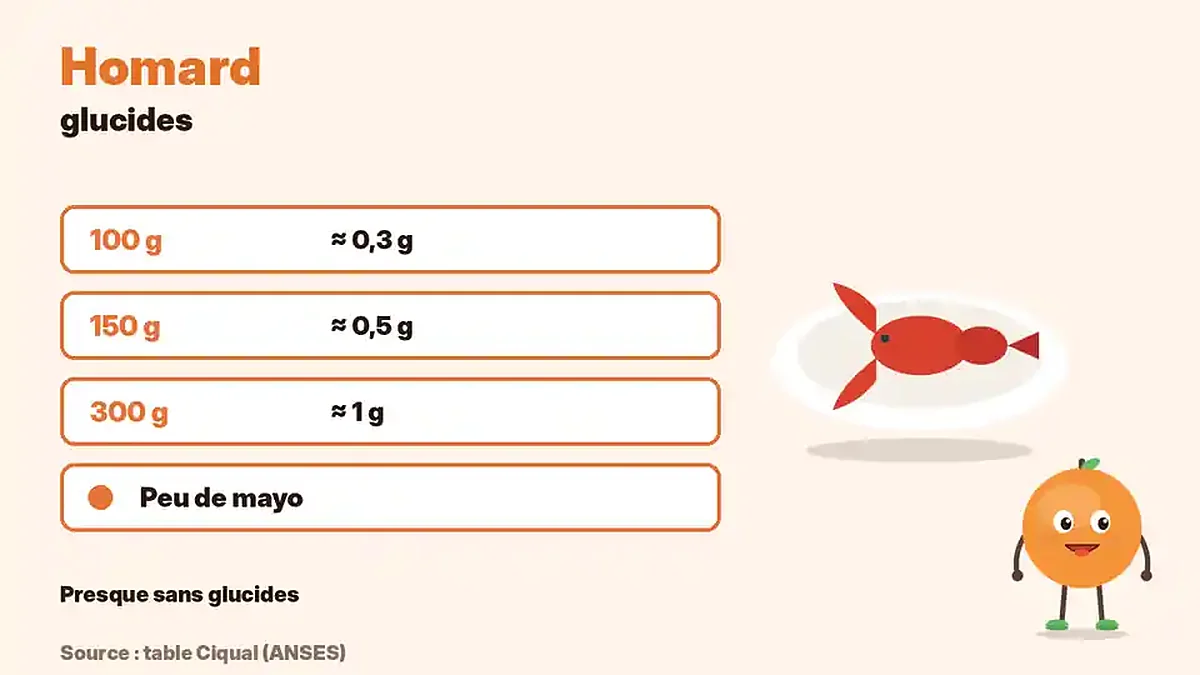 Homard
glucides
100 g ≈ 0,3 g
150 g ≈ 0,5 g
300 g ≈ 1 g
Peu de mayo
Presque sans glucides
Source : table Ciqual (ANSES)